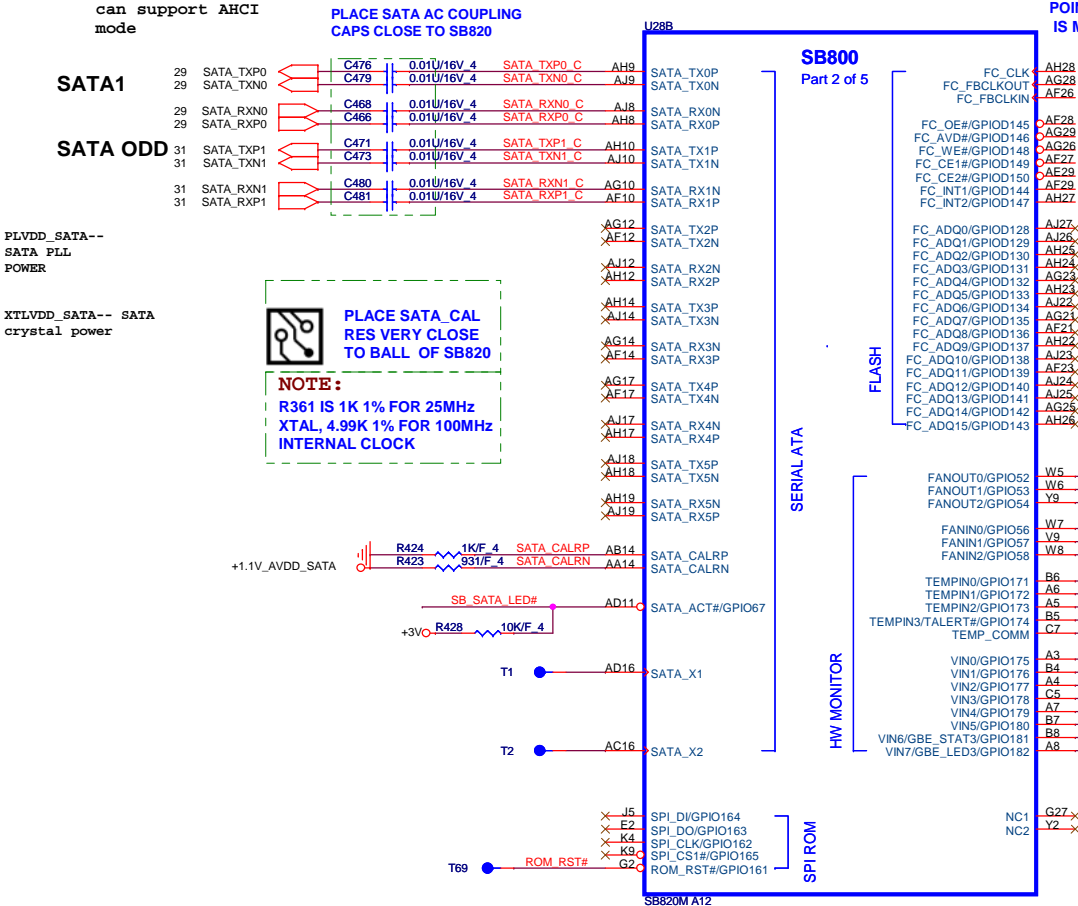 can support AHCI
mode
PLACE SATA AC COUPLING
CAPS CLOSE TO SB820
SATA1
29 SATA_TXP0 C476 0.01U/16V_4 SATA_TXP0_C AH9
29 SATA_TXN0 C479 0.01U/16V_4 SATA_TXN0_C AJ9
29 SATA_RXN0 C468 0.01U/16V_4 SATA_RXN0_C AJ8
29 SATA_RXP0 C466 0.01U/16V_4 SATA_RXP0_C AH8
SATA ODD
31 SATA_TXP1 C471 0.01U/16V_4 SATA_TXP1_C AH10
31 SATA_TXN1 C473 0.01U/16V_4 SATA_TXN1_C AJ10
31 SATA_RXN1 C480 0.01U/16V_4 SATA_RXN1_C AG10
31 SATA_RXP1 C481 0.01U/16V_4 SATA_RXP1_C AF10
PLVDD_SATA--
SATA PLL
POWER
XTLVDD_SATA-- SATA
crystal power
PLACE SATA_CAL
RES VERY CLOSE
TO BALL OF SB820
NOTE:
R361 IS 1K 1% FOR 25MHz
XTAL, 4.99K 1% FOR 100MHz
INTERNAL CLOCK
U28B
SB800
Part 2 of 5
SATA_TX0P
SATA_TX0N
SATA_RX0N
SATA_RX0P
SATA_TX1P
SATA_TX1N
SATA_RX1N
SATA_RX1P
AG12 SATA_TX2P
AF12 SATA_TX2N
AJ12 SATA_RX2N
AH12 SATA_RX2P
AH14 SATA_TX3P
AJ14 SATA_TX3N
AG14 SATA_RX3N
AF14 SATA_RX3P
AG17 SATA_TX4P
AF17 SATA_TX4N
AJ17 SATA_RX4N
AH17 SATA_RX4P
AJ18 SATA_TX5P
AH18 SATA_TX5N
AH19 SATA_RX5N
AJ19 SATA_RX5P
R424 1K/F_4 SATA_CALRP AB14 SATA_CALRP
+1.1V_AVDD_SATA R423 931/F_4 SATA_CALRN AA14 SATA_CALRN
SB_SATA_LED# AD11 SATA_ACT#/GPIO67
+3V R428 10K/F_4
T1 AD16 SATA_X1
T2 AC16 SATA_X2
J5 SPI_DI/GPIO164
E2 SPI_DO/GPIO163
K4 SPI_CLK/GPIO162
K9 SPI_CS1#/GPIO165
T69 ROM_RST# G2 ROM_RST#/GPIO161
SERIAL ATA
SPI ROM
SB820M A12
POIN
IS M
FC_CLK AH28
FC_FBCLKOUT AG28
FC_FBCLKIN AF26
FC_OE#/GPIOD145 AF28
FC_AVD#/GPIOD146 AG29
FC_WE#/GPIOD148 AG26
FC_CE1#/GPIOD149 AF27
FC_CE2#/GPIOD150 AE29
FC_INT1/GPIOD144 AF29
FC_INT2/GPIOD147 AH27
FC_ADQ0/GPIOD128 AJ27
FC_ADQ1/GPIOD129 AJ26
FC_ADQ2/GPIOD130 AH25
FC_ADQ3/GPIOD131 AH24
FC_ADQ4/GPIOD132 AG23
FC_ADQ5/GPIOD133 AH23
FC_ADQ6/GPIOD134 AJ22
FC_ADQ7/GPIOD135 AG21
FC_ADQ8/GPIOD136 AF21
FC_ADQ9/GPIOD137 AH22
FC_ADQ10/GPIOD138 AJ23
FC_ADQ11/GPIOD139 AF23
FC_ADQ12/GPIOD140 AJ24
FC_ADQ13/GPIOD141 AJ25
FC_ADQ14/GPIOD142 AG25
FC_ADQ15/GPIOD143 AH26
FLASH
FANOUT0/GPIO52 W5
FANOUT1/GPIO53 W6
FANOUT2/GPIO54 Y9
FANIN0/GPIO56 W7
FANIN1/GPIO57 V9
FANIN2/GPIO58 W8
TEMPIN0/GPIO171 B6
TEMPIN1/GPIO172 A6
TEMPIN2/GPIO173 A5
TEMPIN3/TALERT#/GPIO174 B5
TEMP_COMM C7
VIN0/GPIO175 A3
VIN1/GPIO176 B4
VIN2/GPIO177 A4
VIN3/GPIO178 C5
VIN4/GPIO179 A7
VIN5/GPIO180 B7
VIN6/GBE_STAT3/GPIO181 B8
VIN7/GBE_LED3/GPIO182 A8
HW MONITOR
NC1 G27
NC2 Y2